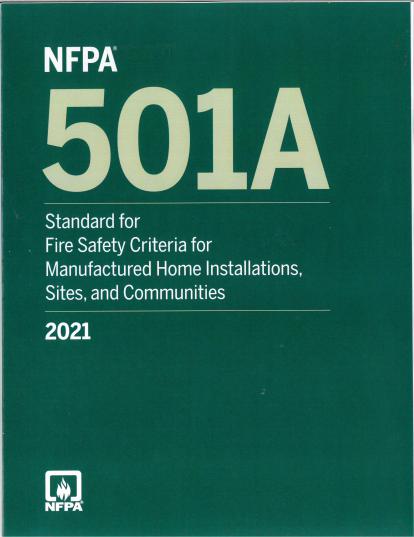 NFPA®
501A
Standard for
Fire Safety Criteria for
Manufactured Home Installations,
Sites, and Communities
2021
NFPA®